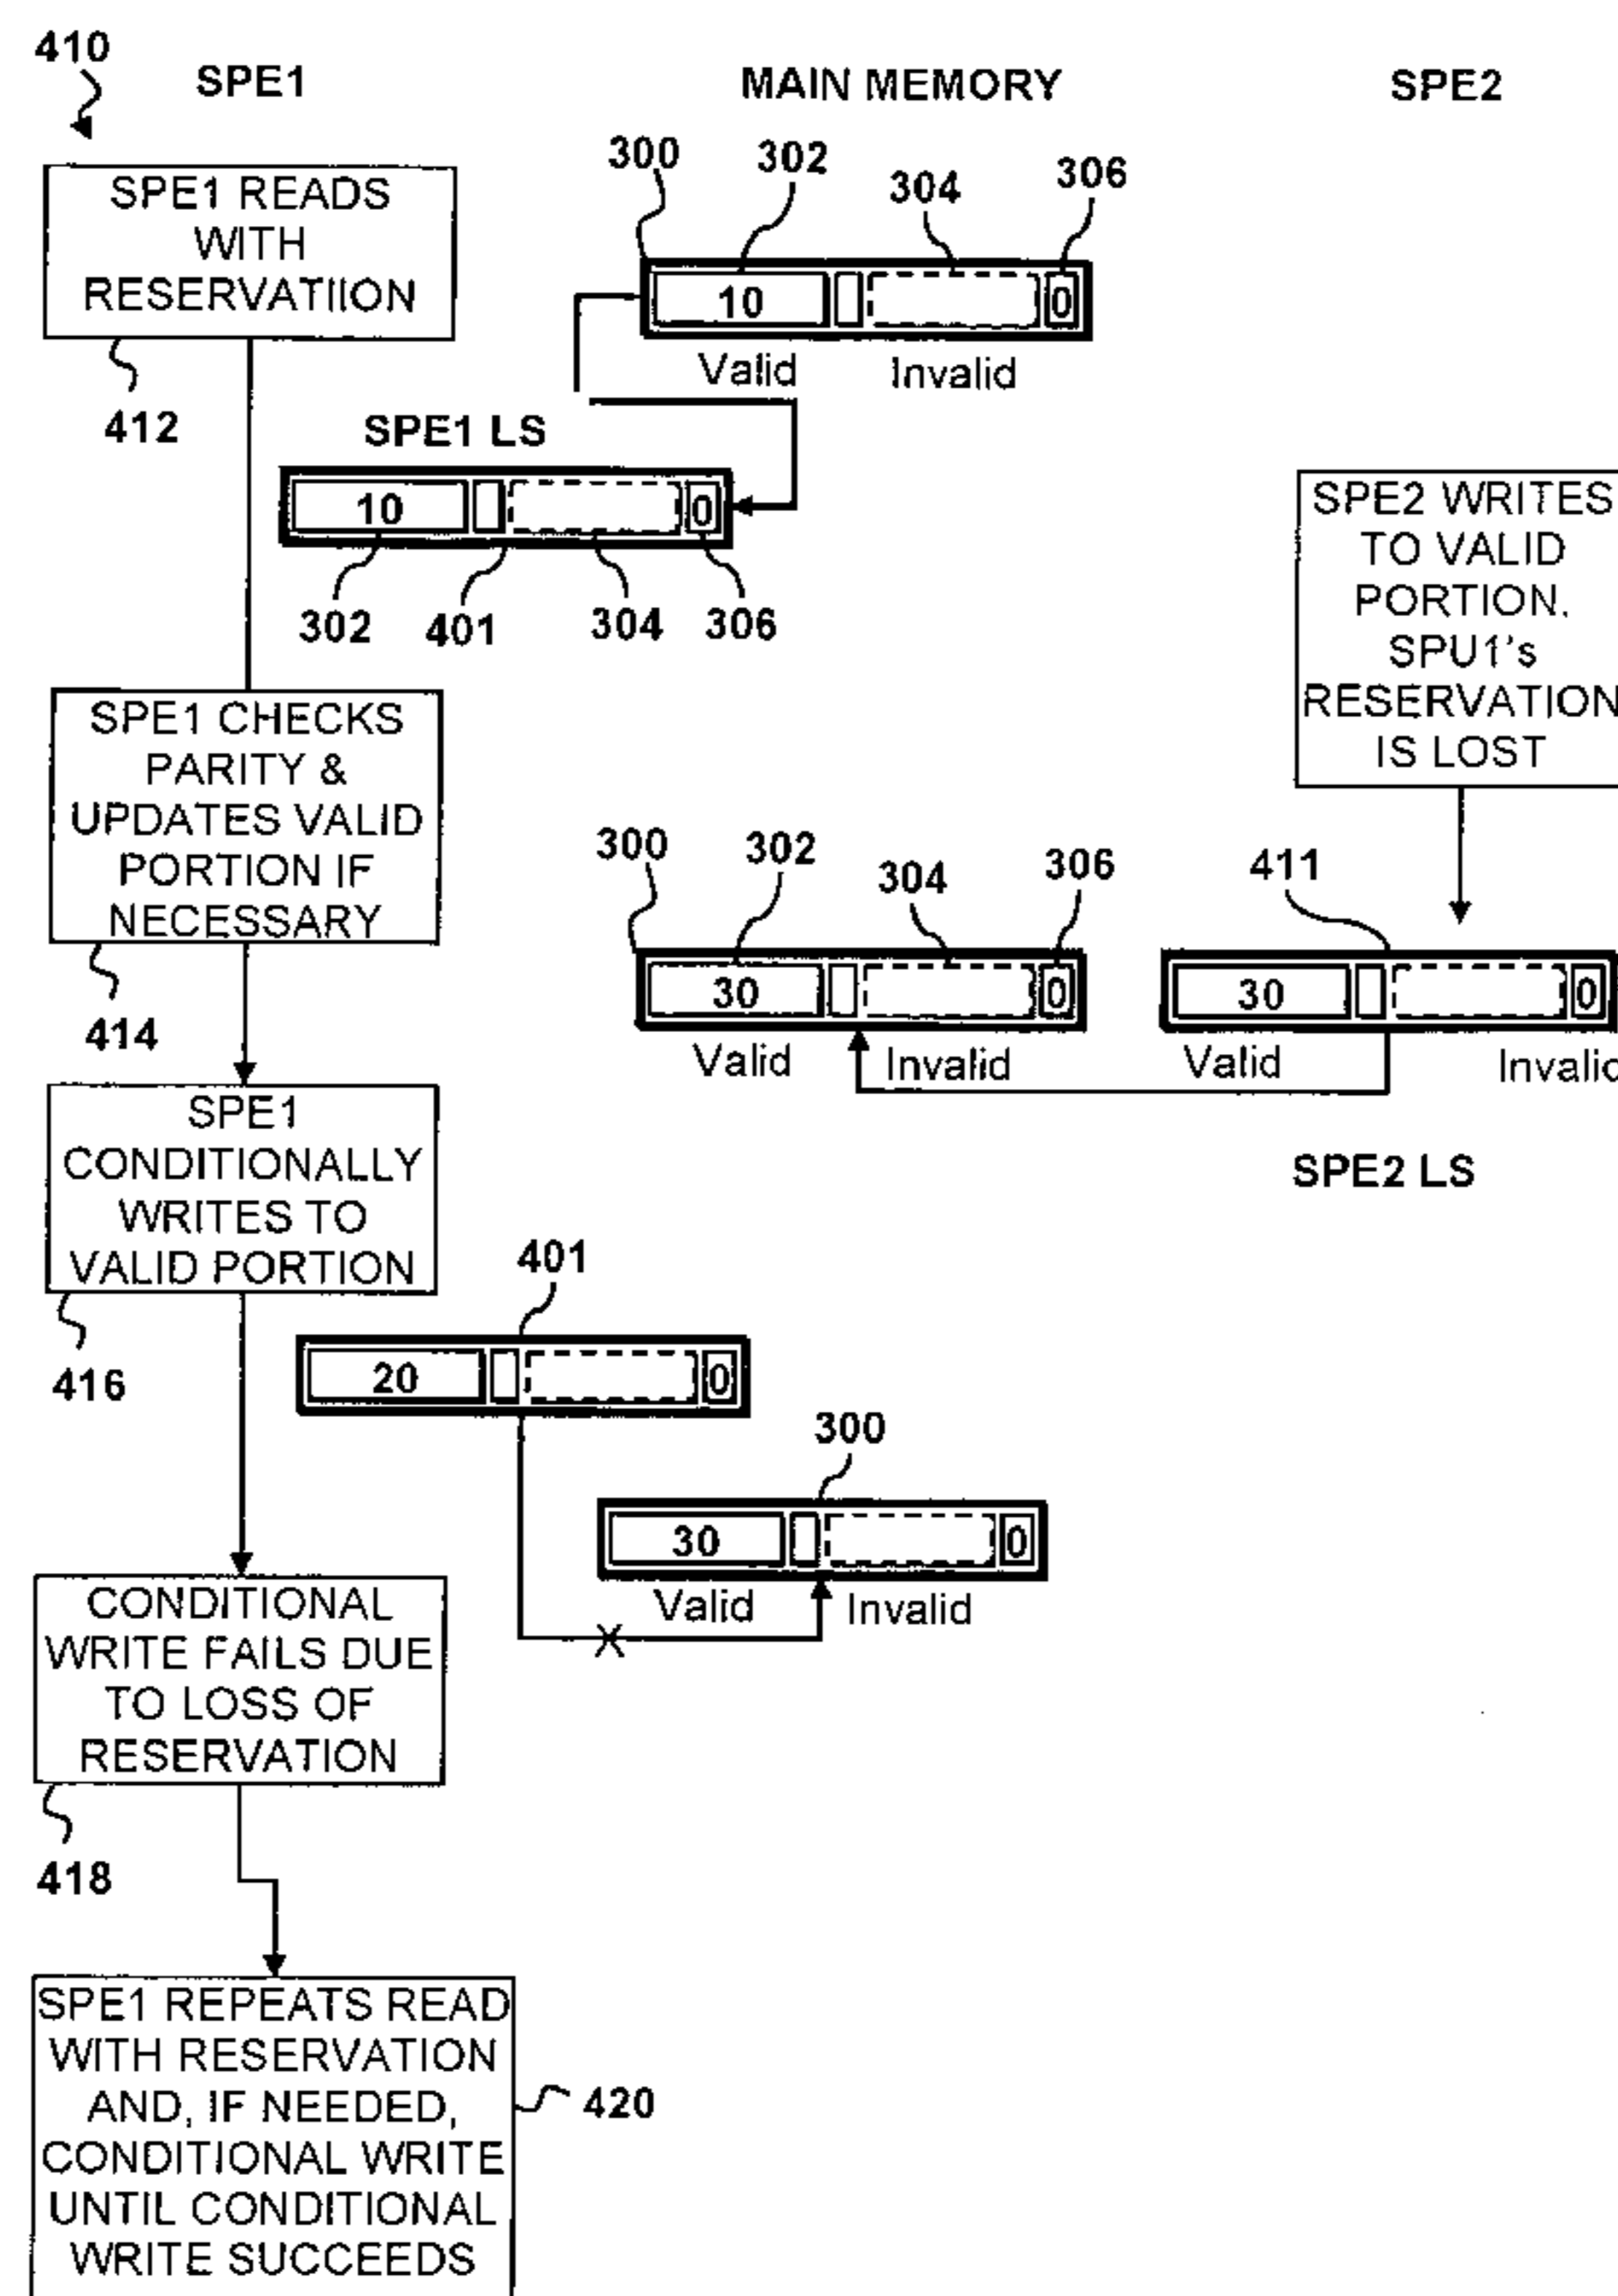 410
SPE1
MAIN MEMORY
SPE2
SPE1 READS
WITH
RESERVATIION
412
300
302
304
306
10
0
Valid
Invalid
SPE1 LS
10
0
302
401
304
306
SPE2 WRITES
TO VALID
PORTION,
SPU1's
RESERVATION
IS LOST
SPE1 CHECKS
PARITY &
UPDATES VALID
PORTION IF
NECESSARY
414
300
302
304
306
411
30
0
30
0
Valid
Invalid
Valid
Invalid
SPE2 LS
SPE1
CONDITIONALLY
WRITES TO
VALID PORTION
416
401
20
0
300
30
0
Valid
Invalid
CONDITIONAL
WRITE FAILS DUE
TO LOSS OF
RESERVATION
418
SPE1 REPEATS READ
WITH RESERVATION
AND, IF NEEDED,
CONDITIONAL WRITE
UNTIL CONDITIONAL
WRITE SUCCEEDS
420